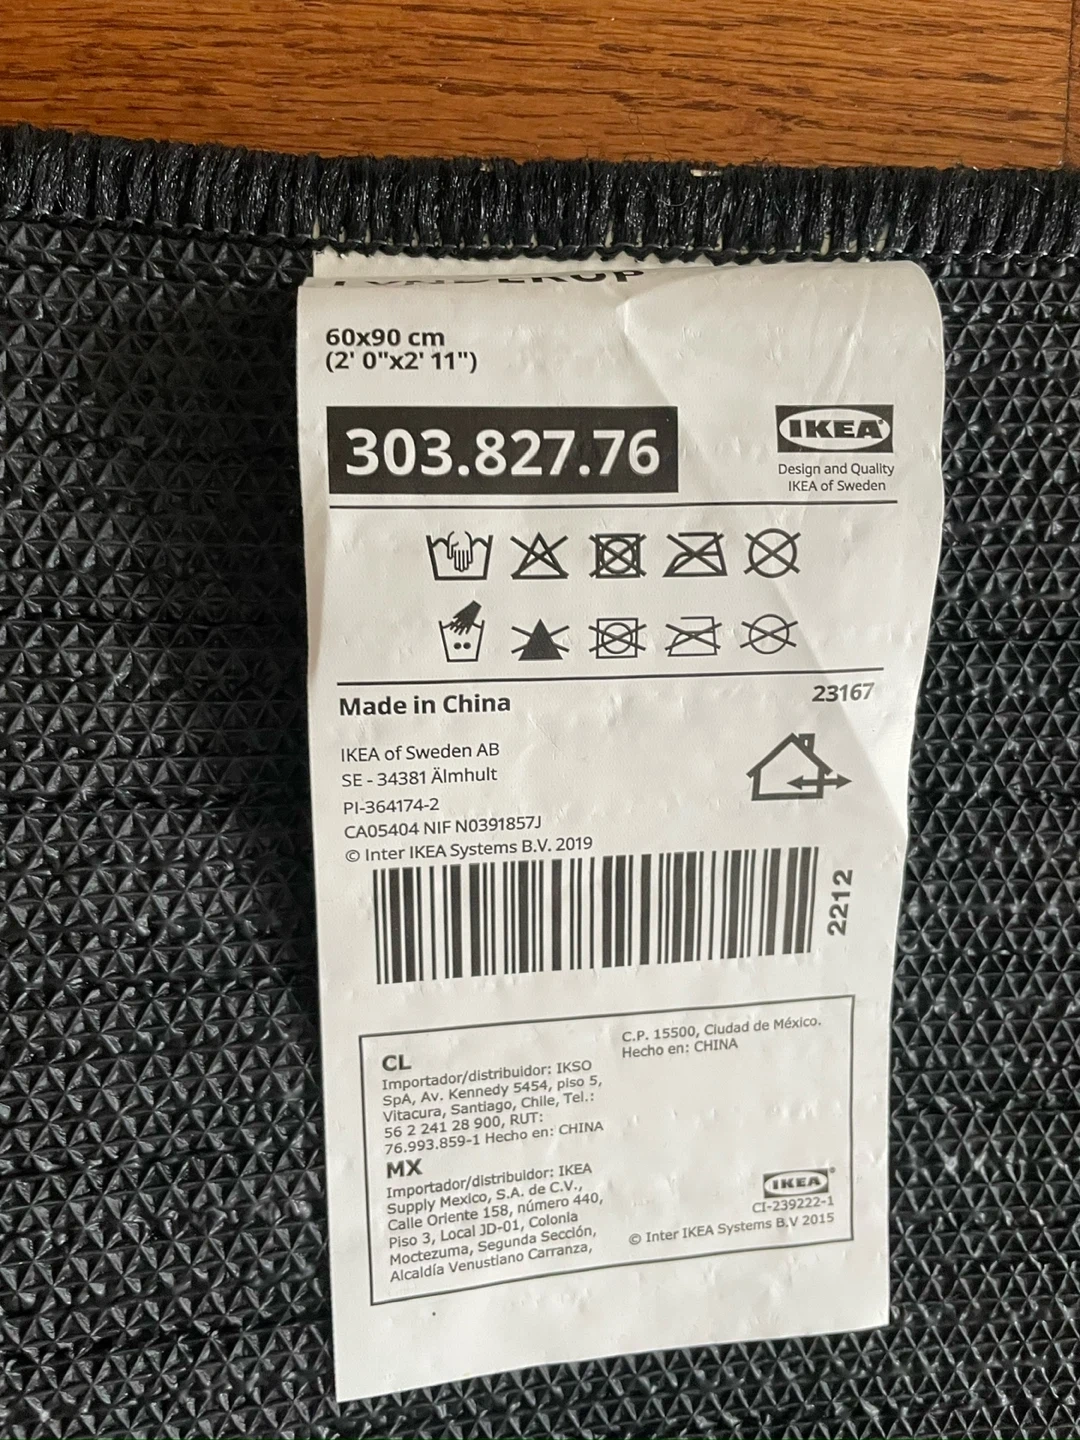 60x90 cm
(2' 0"x2' 11")
303.827.76
IKEA®
Design and Quality
IKEA of Sweden
Made in China
23167
IKEA of Sweden AB
SE - 34381 Älmhult
PI-364174-2
CA05404 NIF N0391857J
© Inter IKEA Systems B.V. 2019
2212
CL
Importador/distribuidor: IKSO
SpA, Av. Kennedy 5454, piso 5,
Vitacura, Santiago, Chile, Tel.:
56 2 241 28 900, RUT:
76.993.859-1 Hecho en: CHINA
MX
Importador/distribuidor: IKEA
Supply Mexico, S.A. de C.V.,
Calle Oriente 158, número 440,
Piso 3, Local JD-01, Colonia
Moctezuma, Segunda Sección,
Alcaldía Venustiano Carranza,
C.P. 15500, Ciudad de México.
Hecho en: CHINA
IKEA®
CI-239222-1
© Inter IKEA Systems B.V 2015